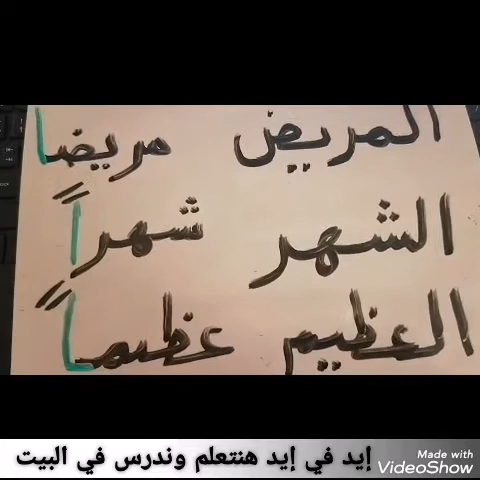 المريض مريضا
الشهر شهراً
العظيم عظيماً
إيد في إيد هنتعلم وندرس في البيت
Made with
VideoShow